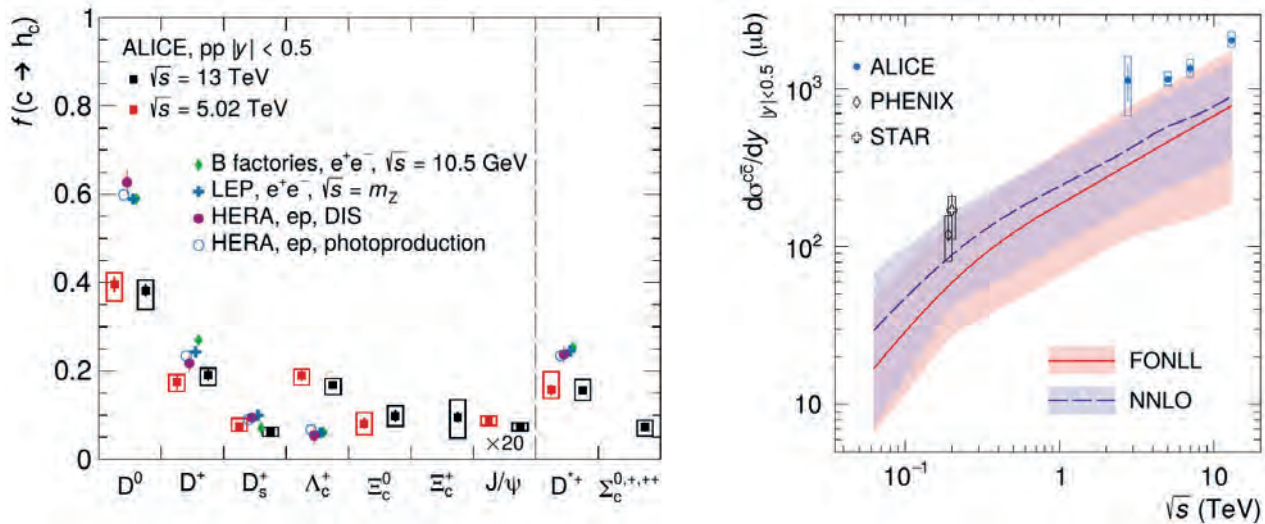 f(c → h_c)
1
0.8
0.6
0.4
0.2
0
ALICE, pp |y| < 0.5
√s = 13 TeV
√s = 5.02 TeV
B factories, e⁺e⁻, √s = 10.5 GeV
LEP, e⁺e⁻, √s = m_Z
HERA, ep, DIS
HERA, ep, photoproduction
×20
D⁰ D⁺ D_s⁺ Λ_c⁺ Ξ_c⁰ Ξ_c⁺ J/ψ D*⁺ Σ_c^{0,+,++}
dσ^{cc̅}/dy |y|<0.5 (μb)
10³
10²
10
ALICE
PHENIX
STAR
FONLL
NNLO
10⁻¹ 1 10
√s (TeV)